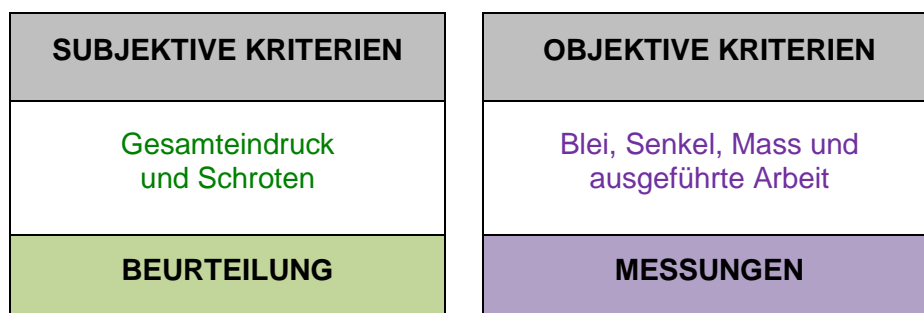 SUBJEKTIVE KRITERIEN
Gesamteindruck
und Schroten
BEURTEILUNG
OBJEKTIVE KRITERIEN
Blei, Senkel, Mass und
ausgeführte Arbeit
MESSUNGEN